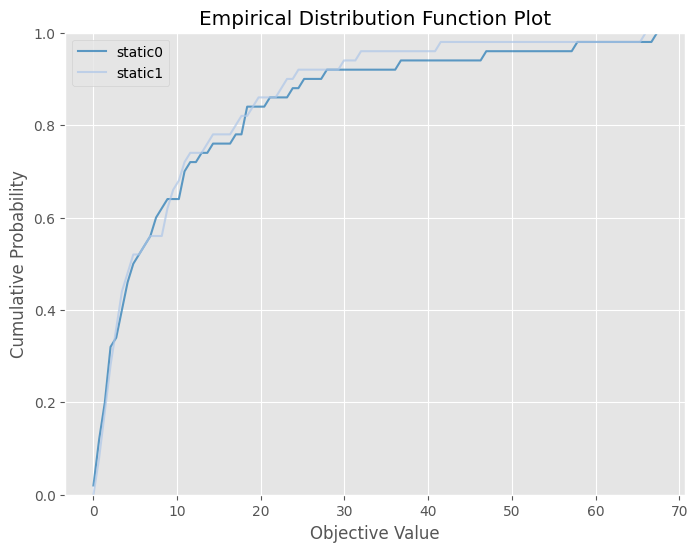 Empirical Distribution Function Plot
static0
static1
Cumulative Probability
1.0
0.8
0.6
0.4
0.2
0.0
0 10 20 30 40 50 60 70
Objective Value